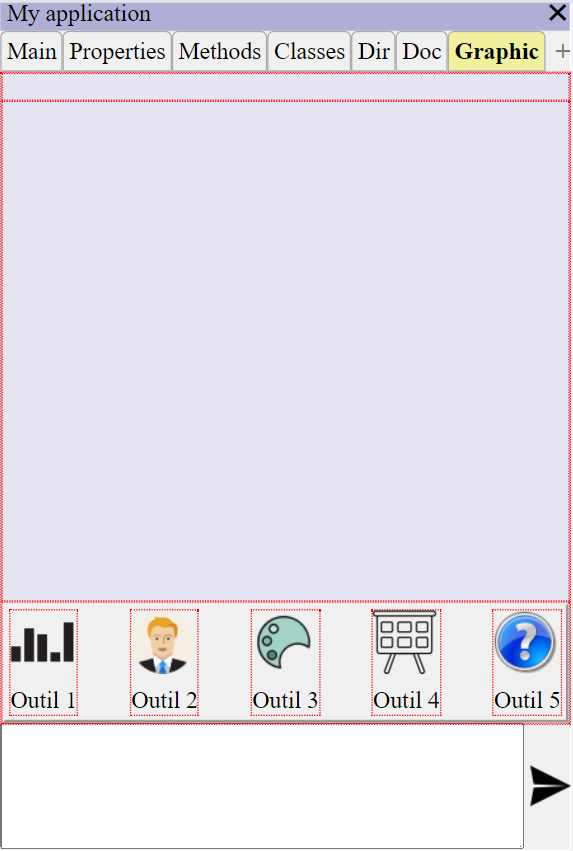 My application
Main Properties Methods Classes Dir Doc Graphic +
Outil 1 Outil 2 Outil 3 Outil 4 Outil 5